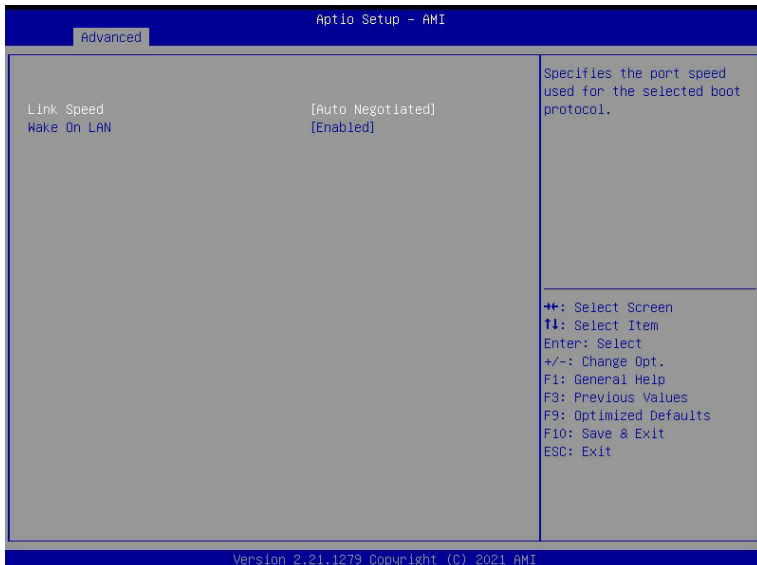 Aptio Setup – AMI
Advanced
Link Speed [Auto Negotiated]
Wake On LAN [Enabled]
Specifies the port speed
used for the selected boot
protocol.
→←: Select Screen
↑↓: Select Item
Enter: Select
+/-: Change Opt.
F1: General Help
F3: Previous Values
F9: Optimized Defaults
F10: Save & Exit
ESC: Exit
Version 2.21.1279 Copyright (C) 2021 AMI